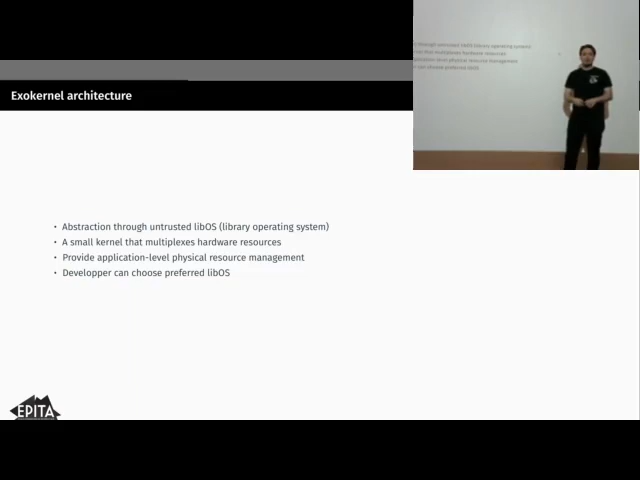 Exokernel architecture
• Abstraction through untrusted libOS (library operating system)
• A small kernel that multiplexes hardware resources
• Provide application-level physical resource management
• Developper can choose preferred libOS
EPITA